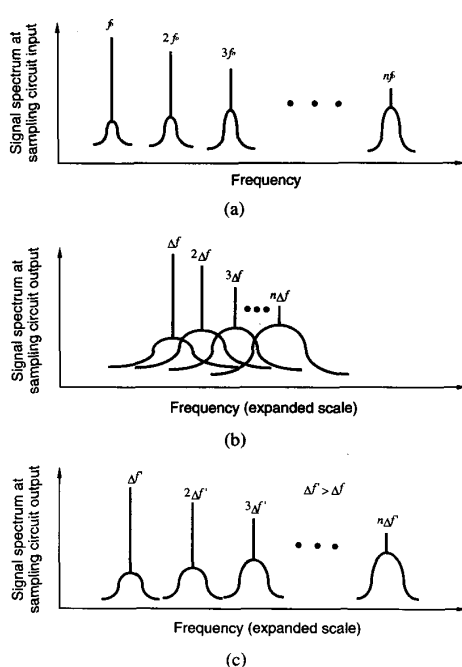 Signal spectrum at
sampling circuit input
f₀
2f₀
3f₀
nf₀
Frequency
(a)
Signal spectrum at
sampling circuit output
Δf
2Δf
3Δf
nΔf
Frequency (expanded scale)
(b)
Signal spectrum at
sampling circuit output
Δf'
2Δf'
3Δf'
Δf' > Δf
nΔf'
Frequency (expanded scale)
(c)